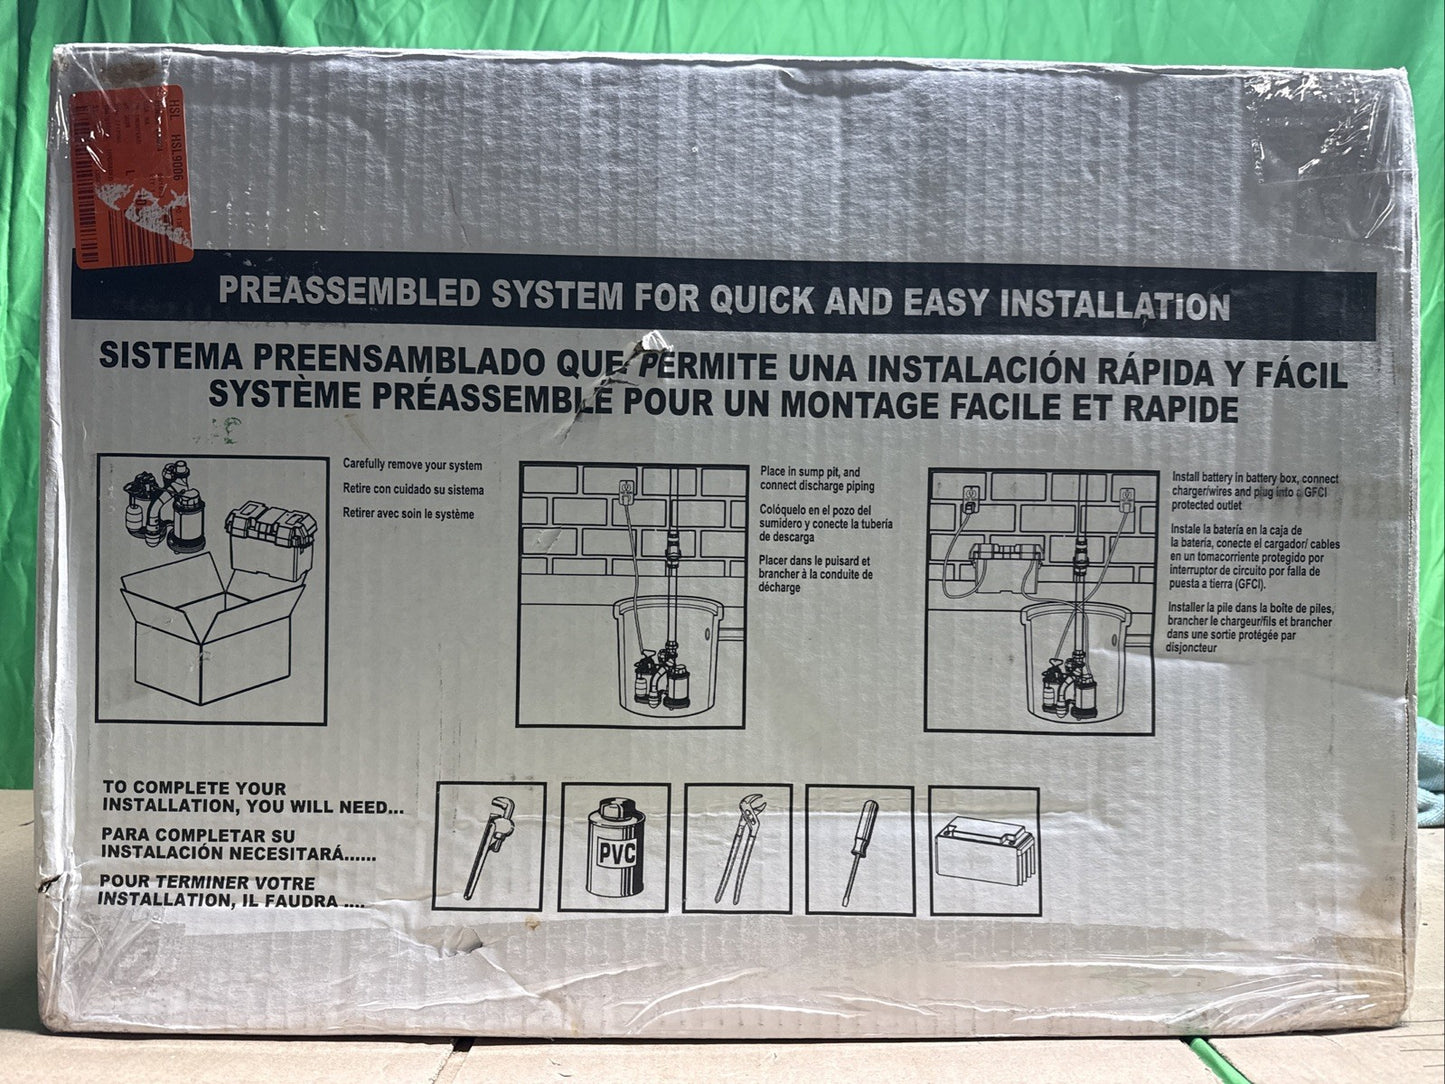 HSL HSL9006
PREASSEMBLED SYSTEM FOR QUICK AND EASY INSTALLATION
SISTEMA PREENSAMBLADO QUE PERMITE UNA INSTALACIÓN RÁPIDA Y FÁCIL
SYSTÈME PRÉASSEMBLÉ POUR UN MONTAGE FACILE ET RAPIDE
Carefully remove your system
Retire con cuidado su sistema
Retirer avec soin le système
Place in sump pit, and
connect discharge piping
Colóquelo en el pozo del
sumidero y conecte la tubería
de descarga
Placer dans le puisard et
brancher à la conduite de
décharge
Install battery in battery box, connect
charger/wires and plug into a GFCI
protected outlet
Instale la batería en la caja de
la batería, conecte el cargador/ cables
en un tomacorriente protegido por
interruptor de circuito por falla de
puesta a tierra (GFCI).
Installer la pile dans la boîte de piles,
brancher le chargeur/fils et brancher
dans une sortie protégée par
disjoncteur
TO COMPLETE YOUR
INSTALLATION, YOU WILL NEED...
PARA COMPLETAR SU
INSTALACIÓN NECESITARÁ......
POUR TERMINER VOTRE
INSTALLATION, IL FAUDRA ....
PVC